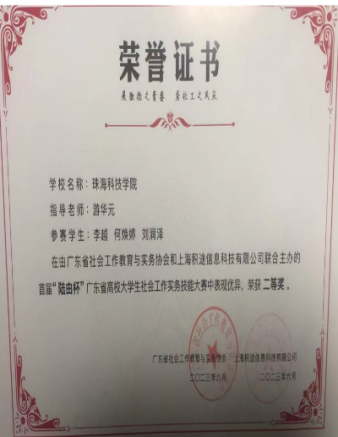 荣誉证书
展激扬之青春 秀社工之风采
学校名称：珠海科技学院
指导老师：游华元
参赛学生：李越 何焕婷 刘润泽
在由广东省社会工作教育与实务协会和上海积途信息科技有限公司联合主办的
首届“陆由杯”广东省高校大学生社会工作实务技能大赛中表现优异，荣获 二等奖。
广东省社会工作教育与实务协会 上海积途信息科技有限公司
二〇二三年六月 二〇二三年六月